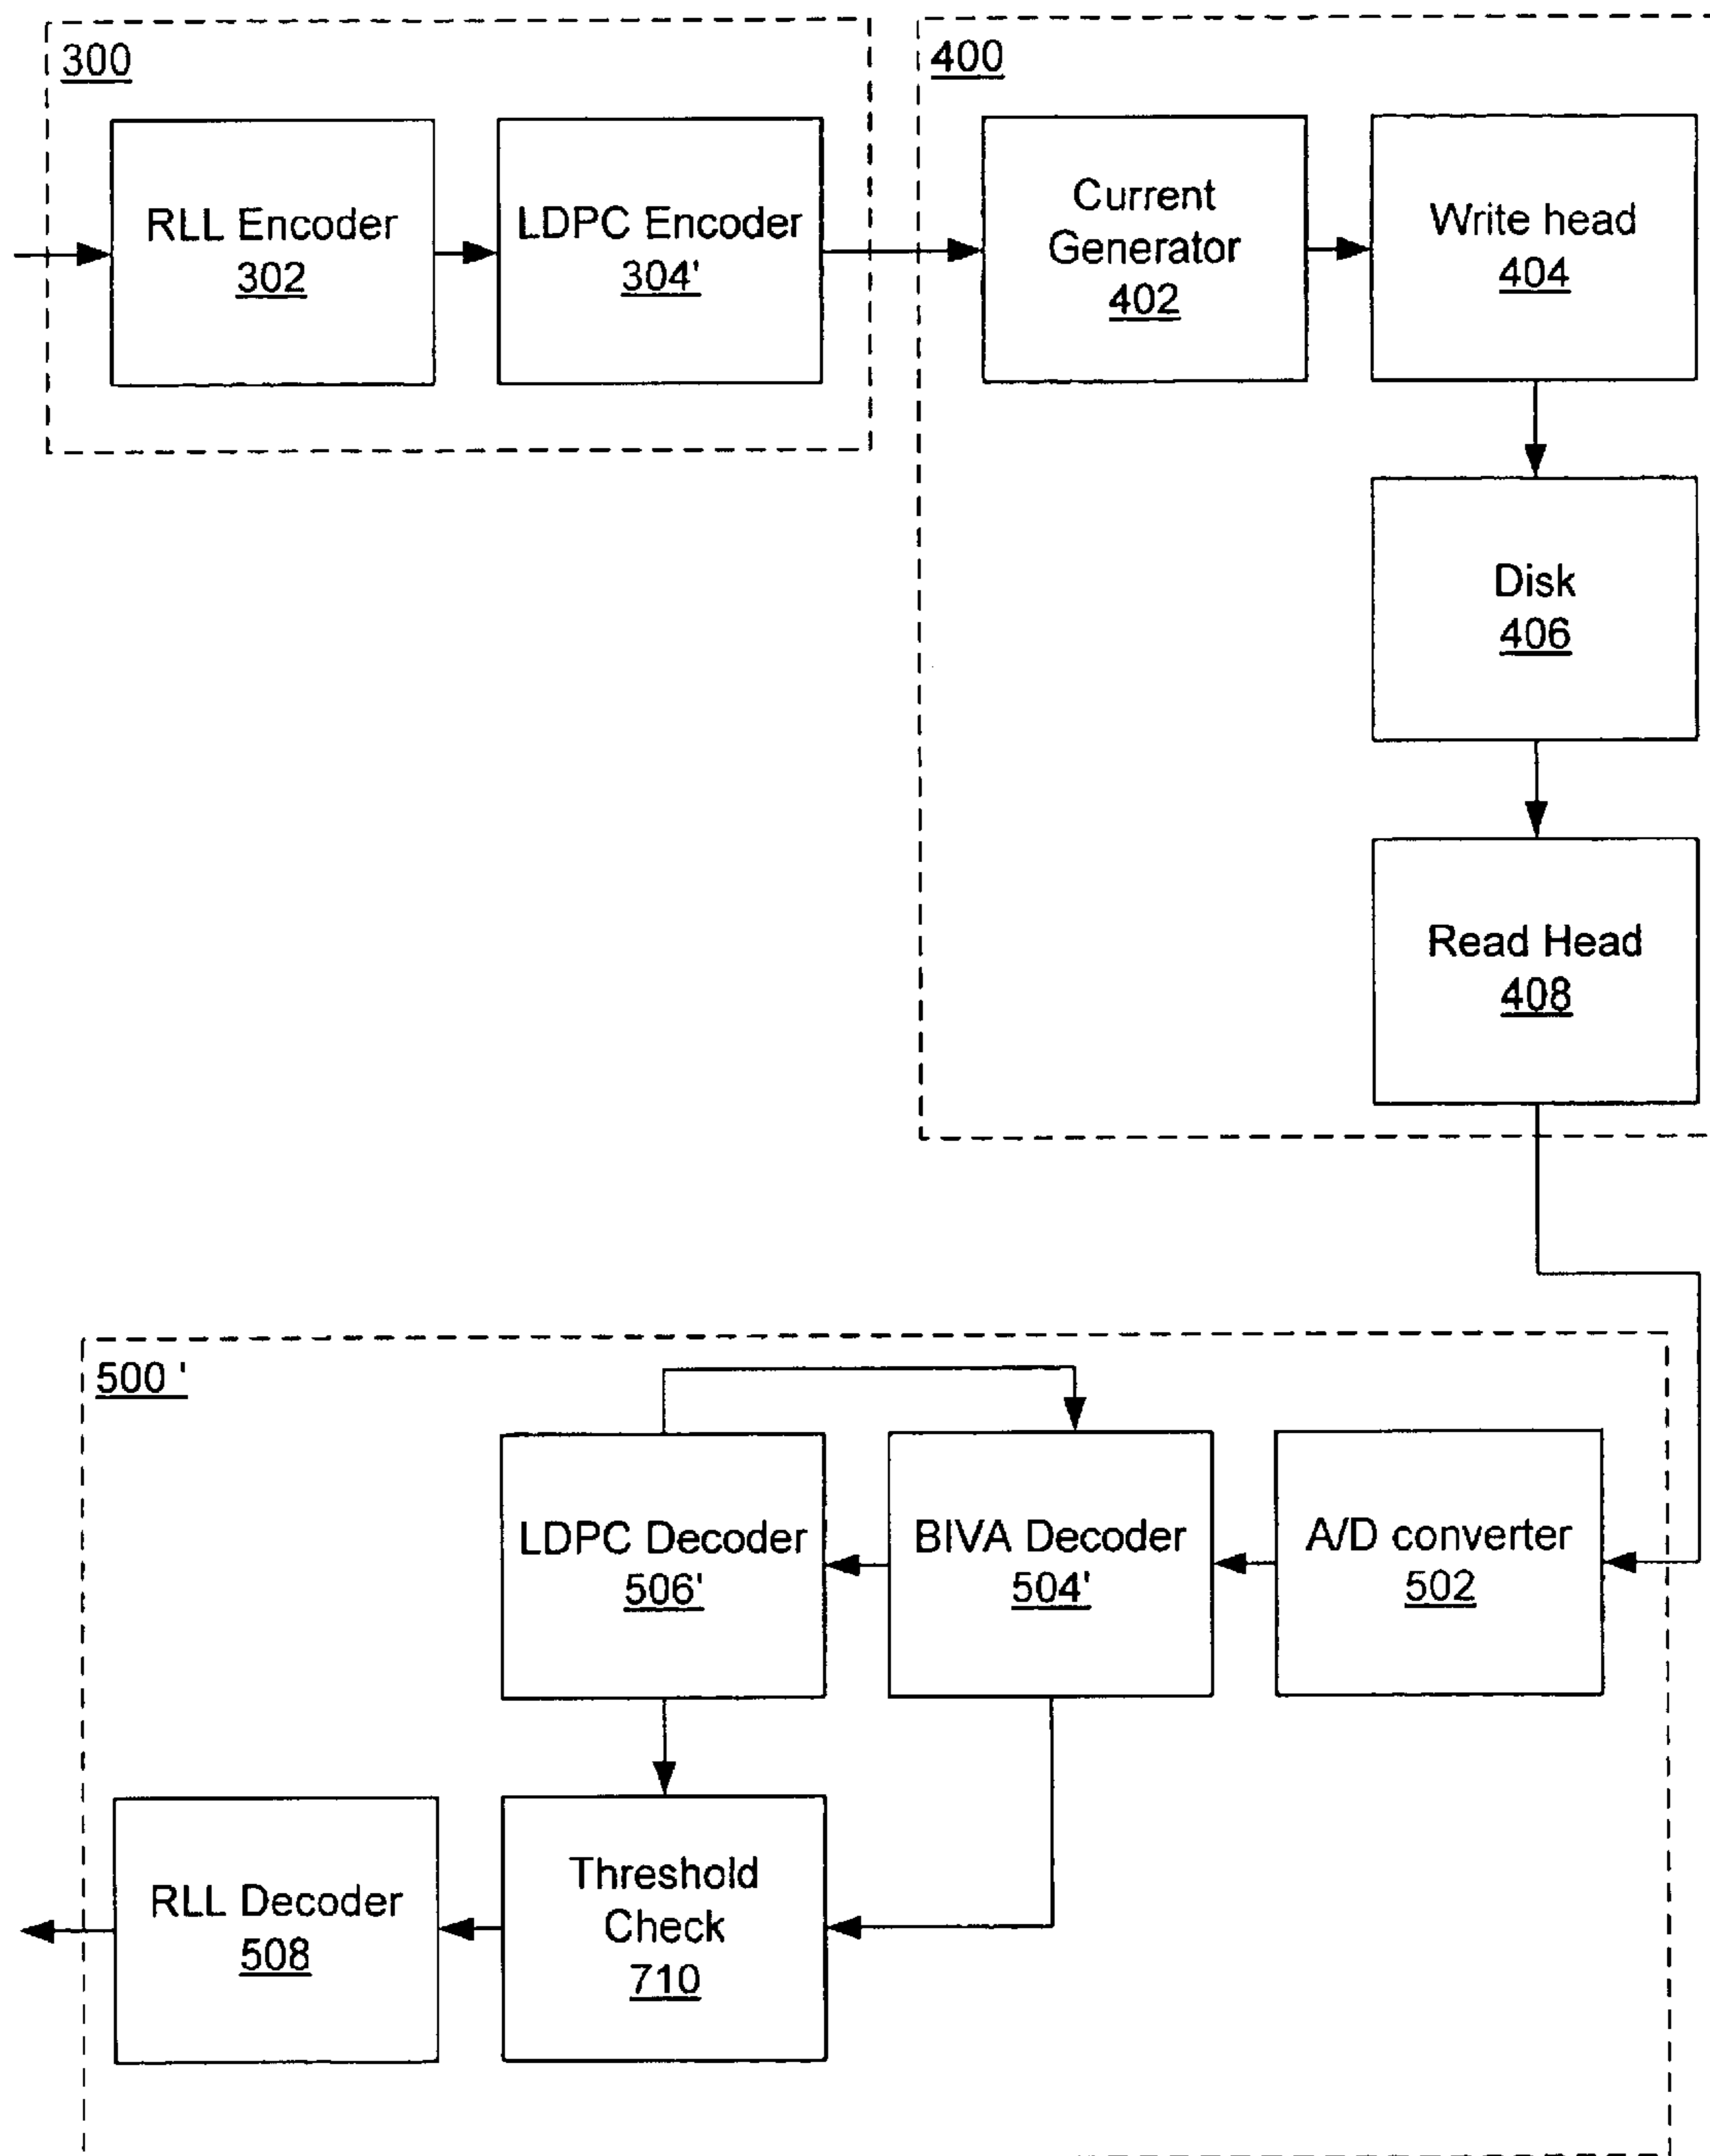 300
RLL Encoder
302
LDPC Encoder
304'
400
Current
Generator
402
Write head
404
Disk
406
Read Head
408
500 '
LDPC Decoder
506'
BIVA Decoder
504'
A/D converter
502
RLL Decoder
508
Threshold
Check
710